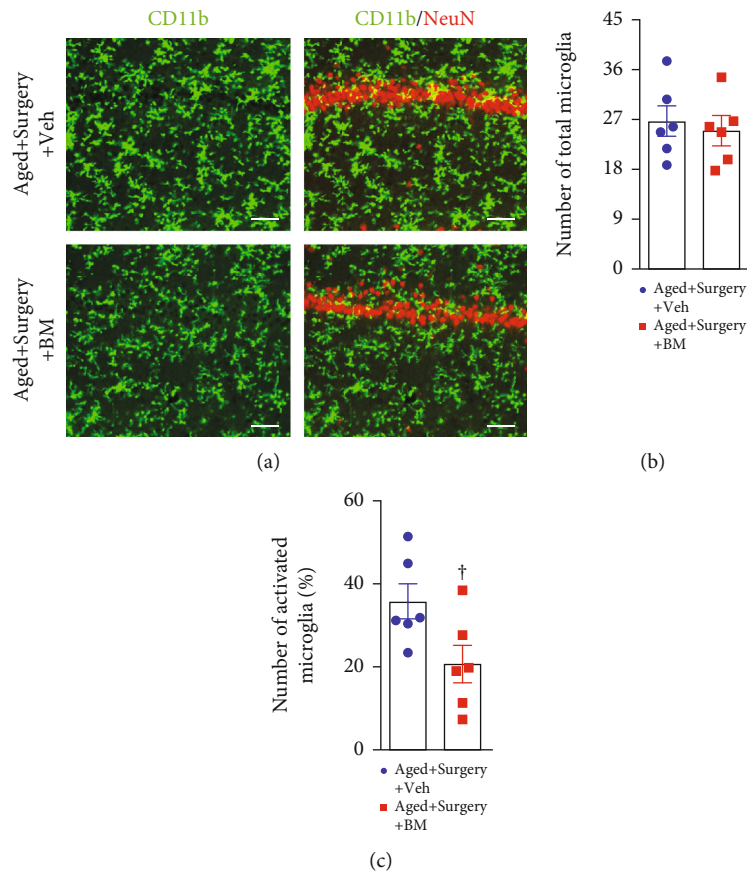 CD11b
CD11b/NeuN
Aged+Surgery
+Veh
Aged+Surgery
+BM
(a)
Number of total microglia
45
36
27
18
9
0
Aged+Surgery
+Veh
Aged+Surgery
+BM
(b)
Number of activated
microglia (%)
60
40
20
0
†
Aged+Surgery
+Veh
Aged+Surgery
+BM
(c)